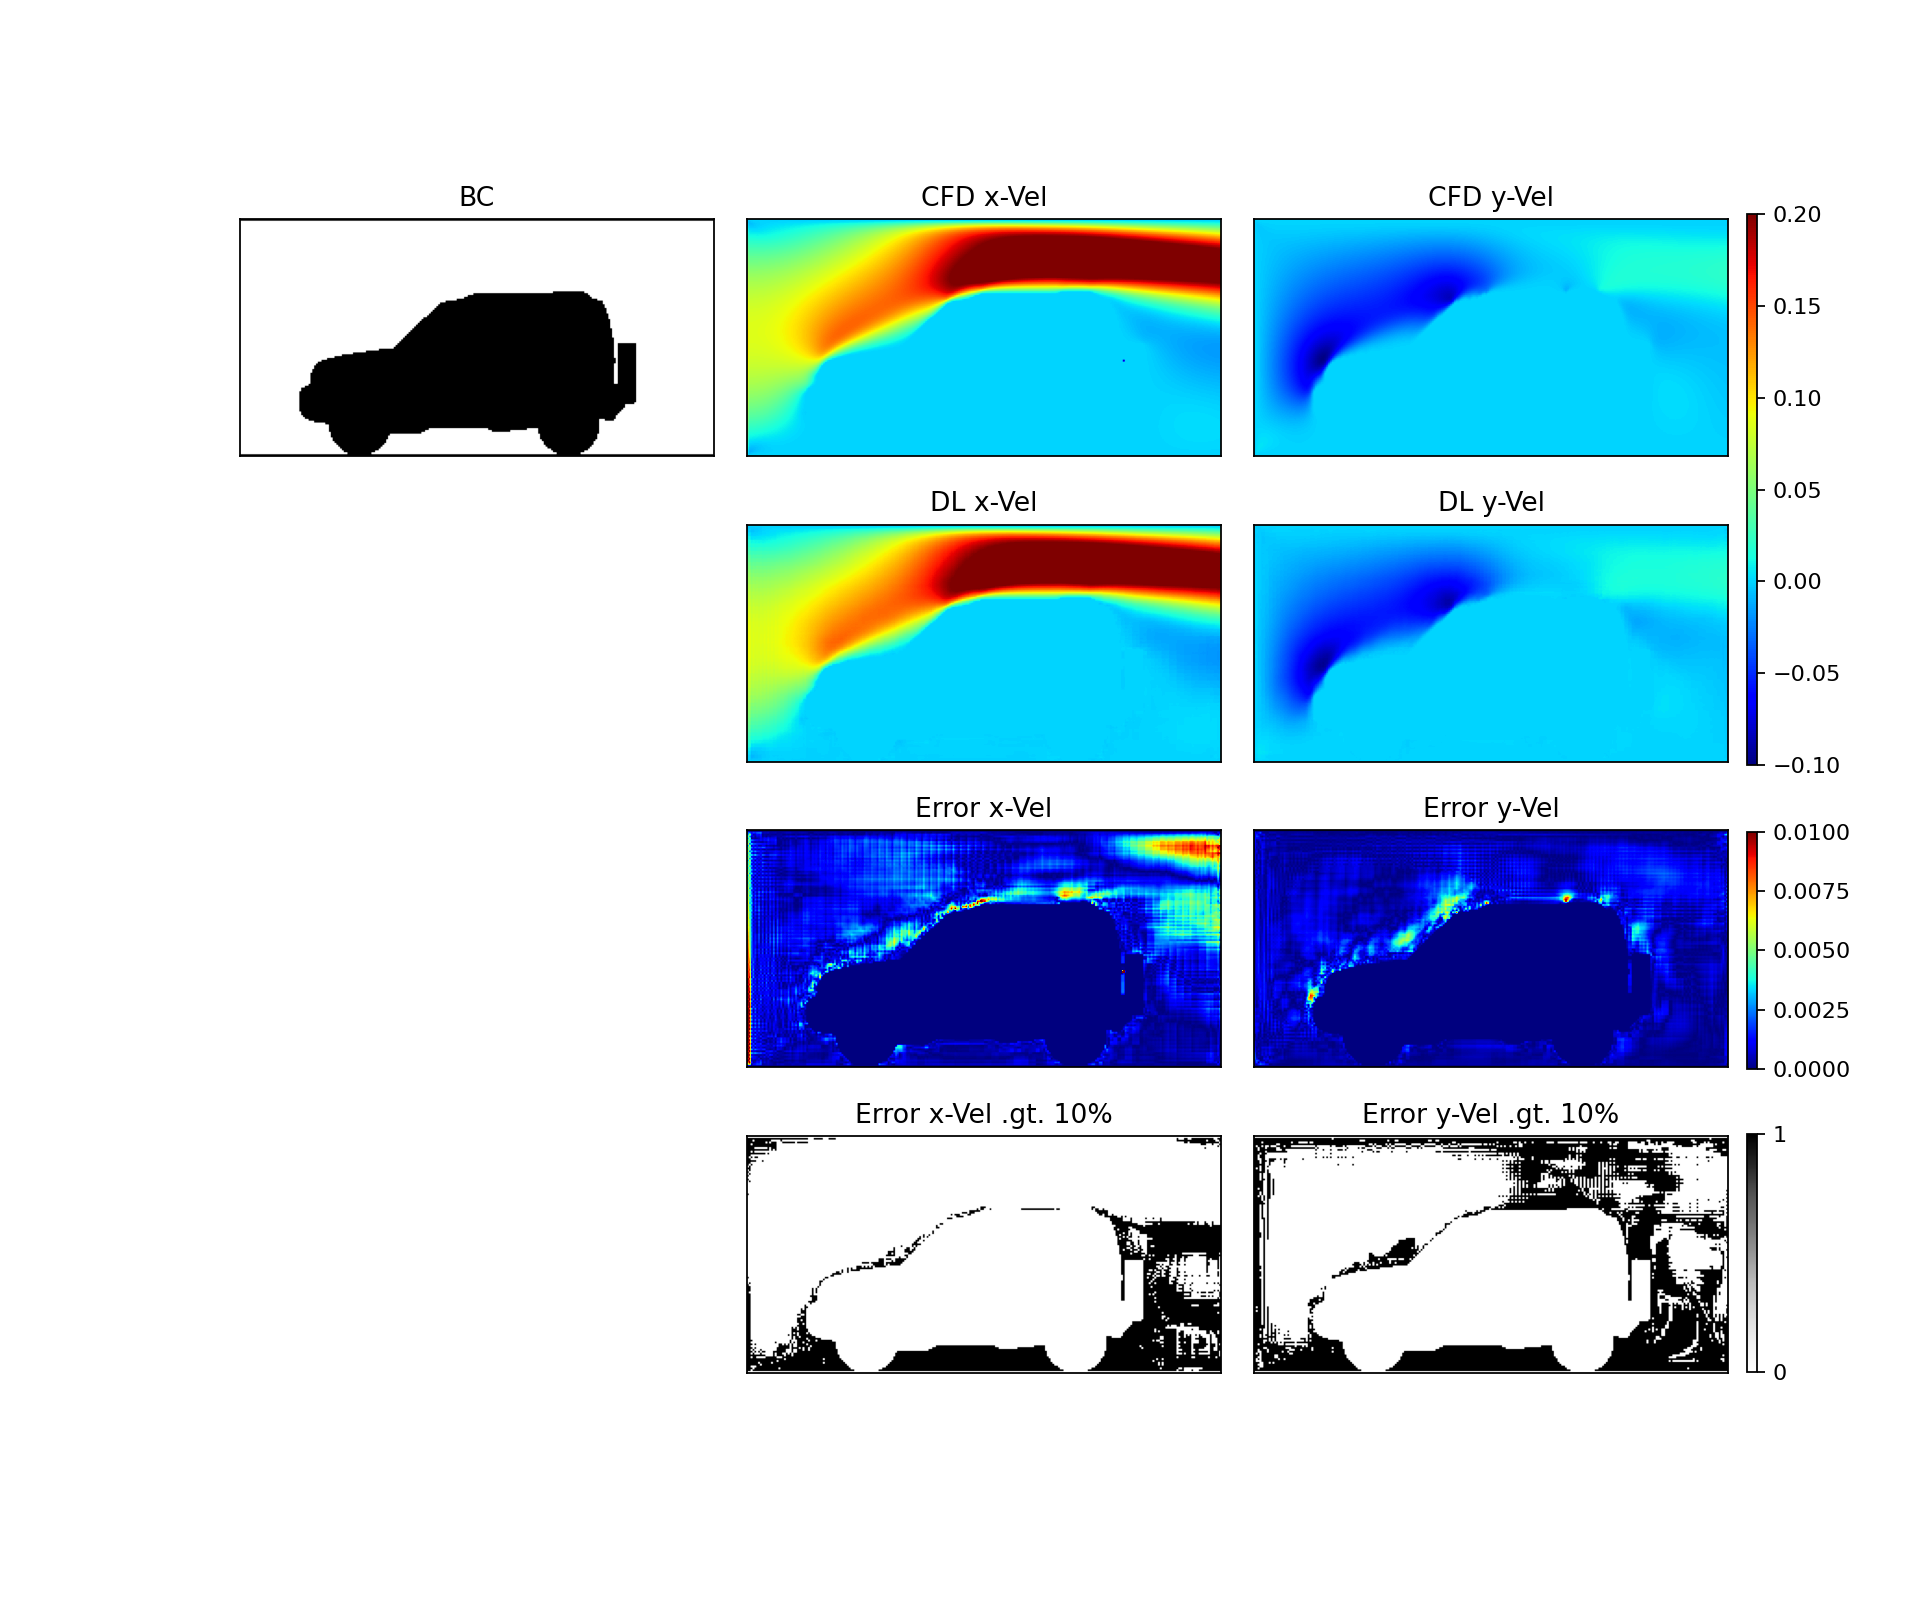 BC
CFD x-Vel
CFD y-Vel
0.20
0.15
0.10
0.05
0.00
−0.05
−0.10
DL x-Vel
DL y-Vel
Error x-Vel
Error y-Vel
0.0100
0.0075
0.0050
0.0025
0.0000
Error x-Vel .gt. 10%
Error y-Vel .gt. 10%
1
0